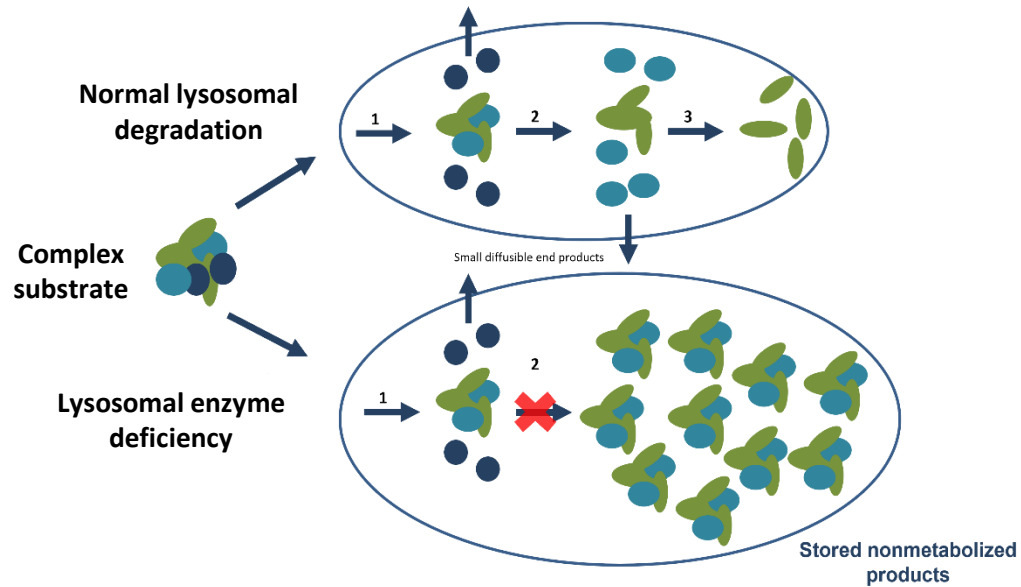 Normal lysosomal
degradation
1
2
3
Complex
substrate
Small diffusible end products
Lysosomal enzyme
deficiency
1
2
Stored nonmetabolized
products